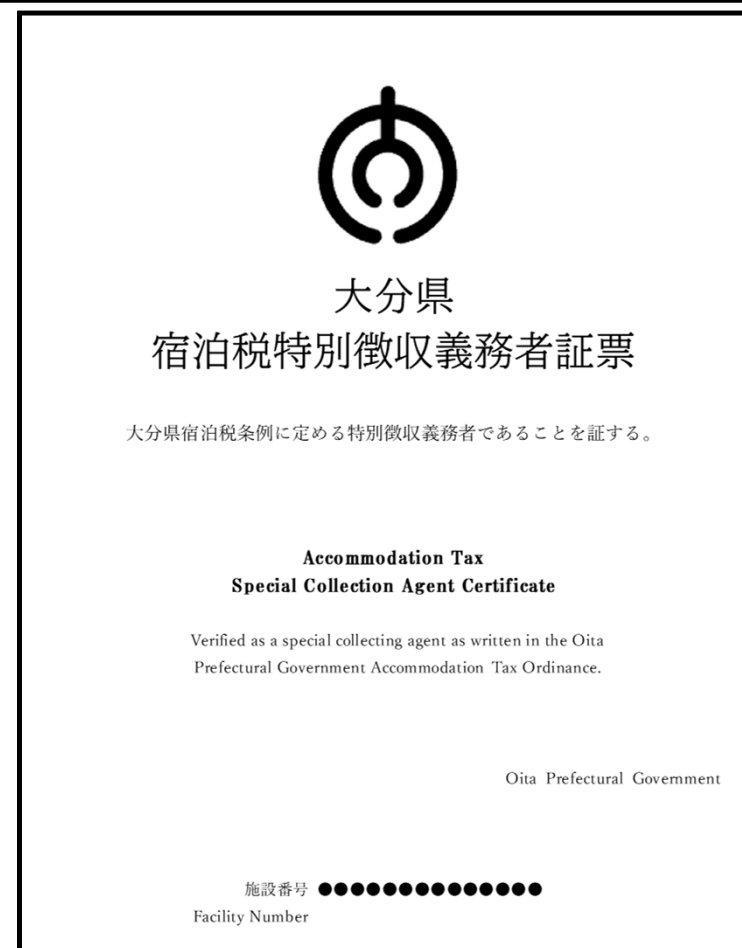 大分県
宿泊税特別徴収義務者証票
大分県宿泊税条例に定める特別徴収義務者であることを証する。
Accommodation Tax
Special Collection Agent Certificate
Verified as a special collecting agent as written in the Oita
Prefectural Government Accommodation Tax Ordinance.
Oita Prefectural Government
施設番号 ●●●●●●●●●●●●●●
Facility Number